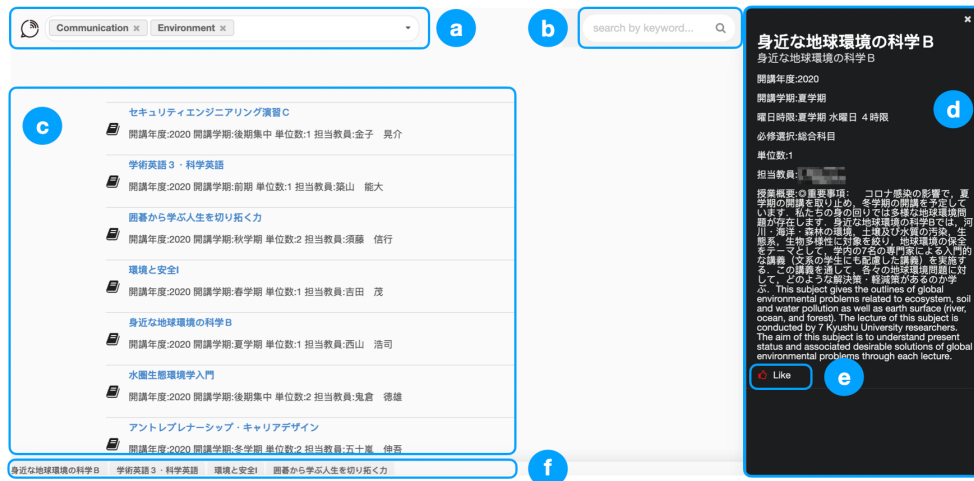 Communication × Environment ×
a
b
search by keyword...
×
身近な地球環境の科学B
身近な地球環境の科学B
開講年度:2020
開講学期:夏学期
曜日時限:夏学期 水曜日 4時限
必修選択:総合科目
単位数:1
担当教員:
授業概要:◎重要事項: コロナ感染の影響で，夏
学期の開講を取り止め，冬学期の開講を予定して
います．私たちの身の回りでは多様な地球環境問
題が存在します．身近な地球環境の科学Bでは，河
川・海洋・森林の環境，土壌及び水質の汚染，生
態系，生物多様性に対象を絞り，地球環境の保全
をテーマとして，学内の7名の専門家による入門的
な講義（文系の学生にも配慮した講義）を実施す
る．この講義を通して，各々の地球環境問題に対
して，どのような解決策・軽減策があるのか学
ぶ．This subject gives the outlines of global
environmental problems related to ecosystem, soil
and water pollution as well as earth surface (river,
ocean, and forest). The lecture of this subject is
conducted by 7 Kyushu University researchers.
The aim of this subject is to understand present
status and associated desirable solutions of global
environmental problems through each lecture.
d
Like
e
c
セキュリティエンジニアリング演習C
開講年度:2020 開講学期:後期集中 単位数:1 担当教員:金子 晃介
学術英語3・科学英語
開講年度:2020 開講学期:前期 単位数:1 担当教員:築山 能大
囲碁から学ぶ人生を切り拓く力
開講年度:2020 開講学期:秋学期 単位数:2 担当教員:須藤 信行
環境と安全I
開講年度:2020 開講学期:春学期 単位数:1 担当教員:吉田 茂
身近な地球環境の科学B
開講年度:2020 開講学期:夏学期 単位数:1 担当教員:西山 浩司
水圏生態環境学入門
開講年度:2020 開講学期:後期集中 単位数:2 担当教員:鬼倉 徳雄
アントレプレナーシップ・キャリアデザイン
開講年度:2020 開講学期:冬学期 単位数:2 担当教員:五十嵐 伸吾
身近な地球環境の科学B 学術英語3・科学英語 環境と安全I 囲碁から学ぶ人生を切り拓く力
f